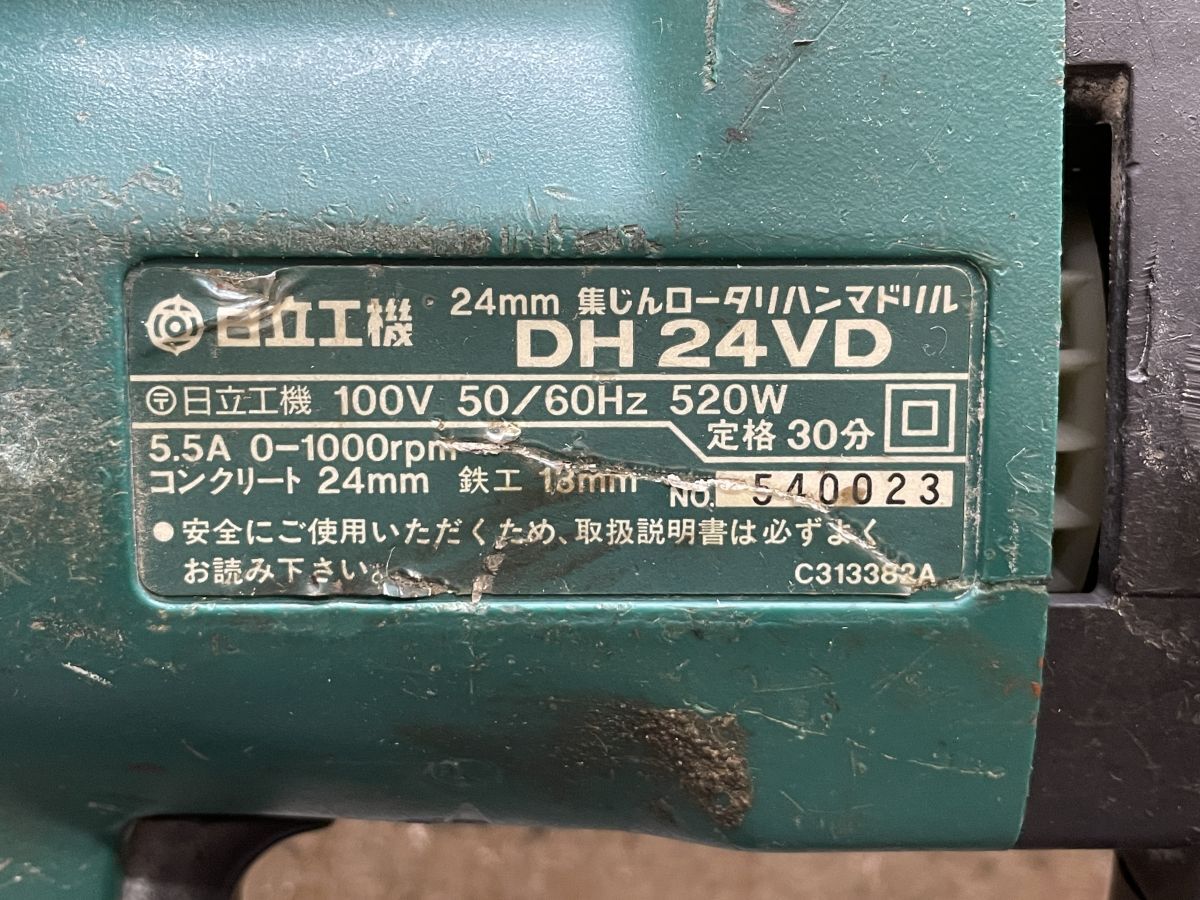 日立工機
24mm 集じんロータリハンマドリル
DH 24VD
〶日立工機 100V 50/60Hz 520W
定格 30分
5.5A 0-1000rpm
コンクリート 24mm 鉄工 13mm
NO. 540023
●安全にご使用いただくため、取扱説明書は必ずよく
お読み下さい。
C313382A